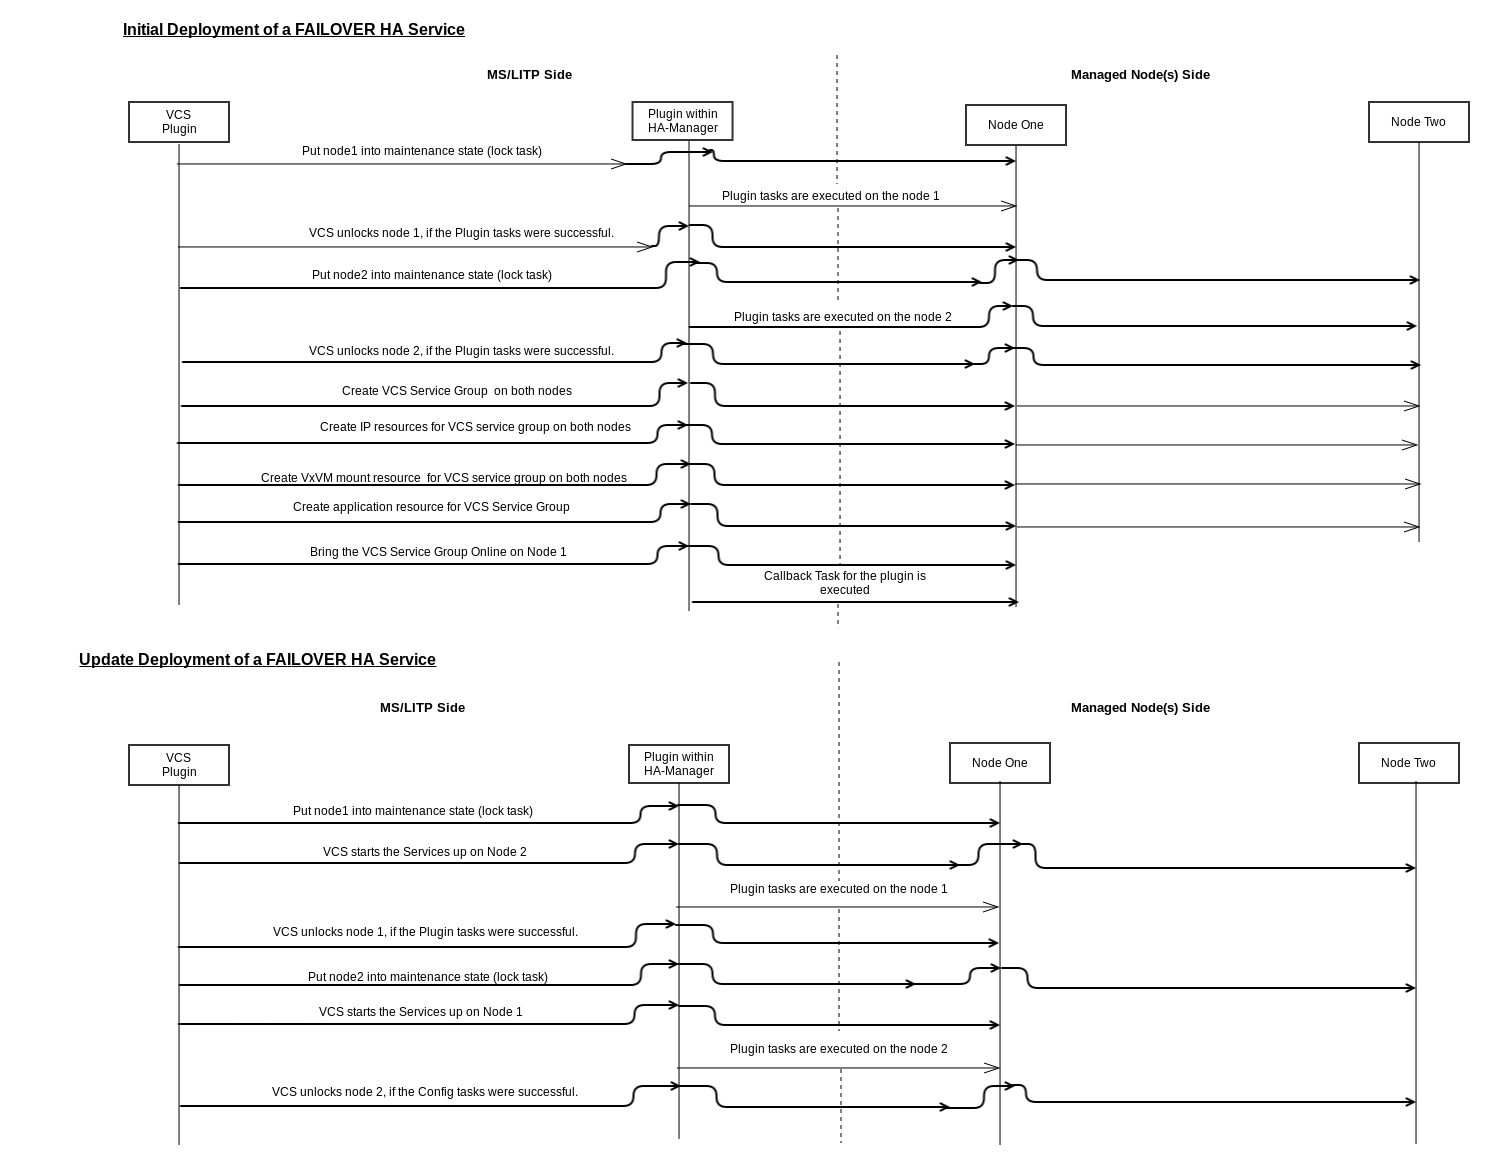 Initial Deployment of a FAILOVER HA Service
MS/LITP Side
Managed Node(s) Side
VCS
Plugin
Plugin within
HA-Manager
Node One
Node Two
Put node1 into maintenance state (lock task)
Plugin tasks are executed on the node 1
VCS unlocks node 1, if the Plugin tasks were successful.
Put node2 into maintenance state (lock task)
Plugin tasks are executed on the node 2
VCS unlocks node 2, if the Plugin tasks were successful.
Create VCS Service Group  on both nodes
Create IP resources for VCS service group on both nodes
Create VxVM mount resource  for VCS service group on both nodes
Create application resource for VCS Service Group
Bring the VCS Service Group Online on Node 1
Callback Task for the plugin is
executed
Update Deployment of a FAILOVER HA Service
MS/LITP Side
Managed Node(s) Side
VCS
Plugin
Plugin within
HA-Manager
Node One
Node Two
Put node1 into maintenance state (lock task)
VCS starts the Services up on Node 2
Plugin tasks are executed on the node 1
VCS unlocks node 1, if the Plugin tasks were successful.
Put node2 into maintenance state (lock task)
VCS starts the Services up on Node 1
Plugin tasks are executed on the node 2
VCS unlocks node 2, if the Config tasks were successful.